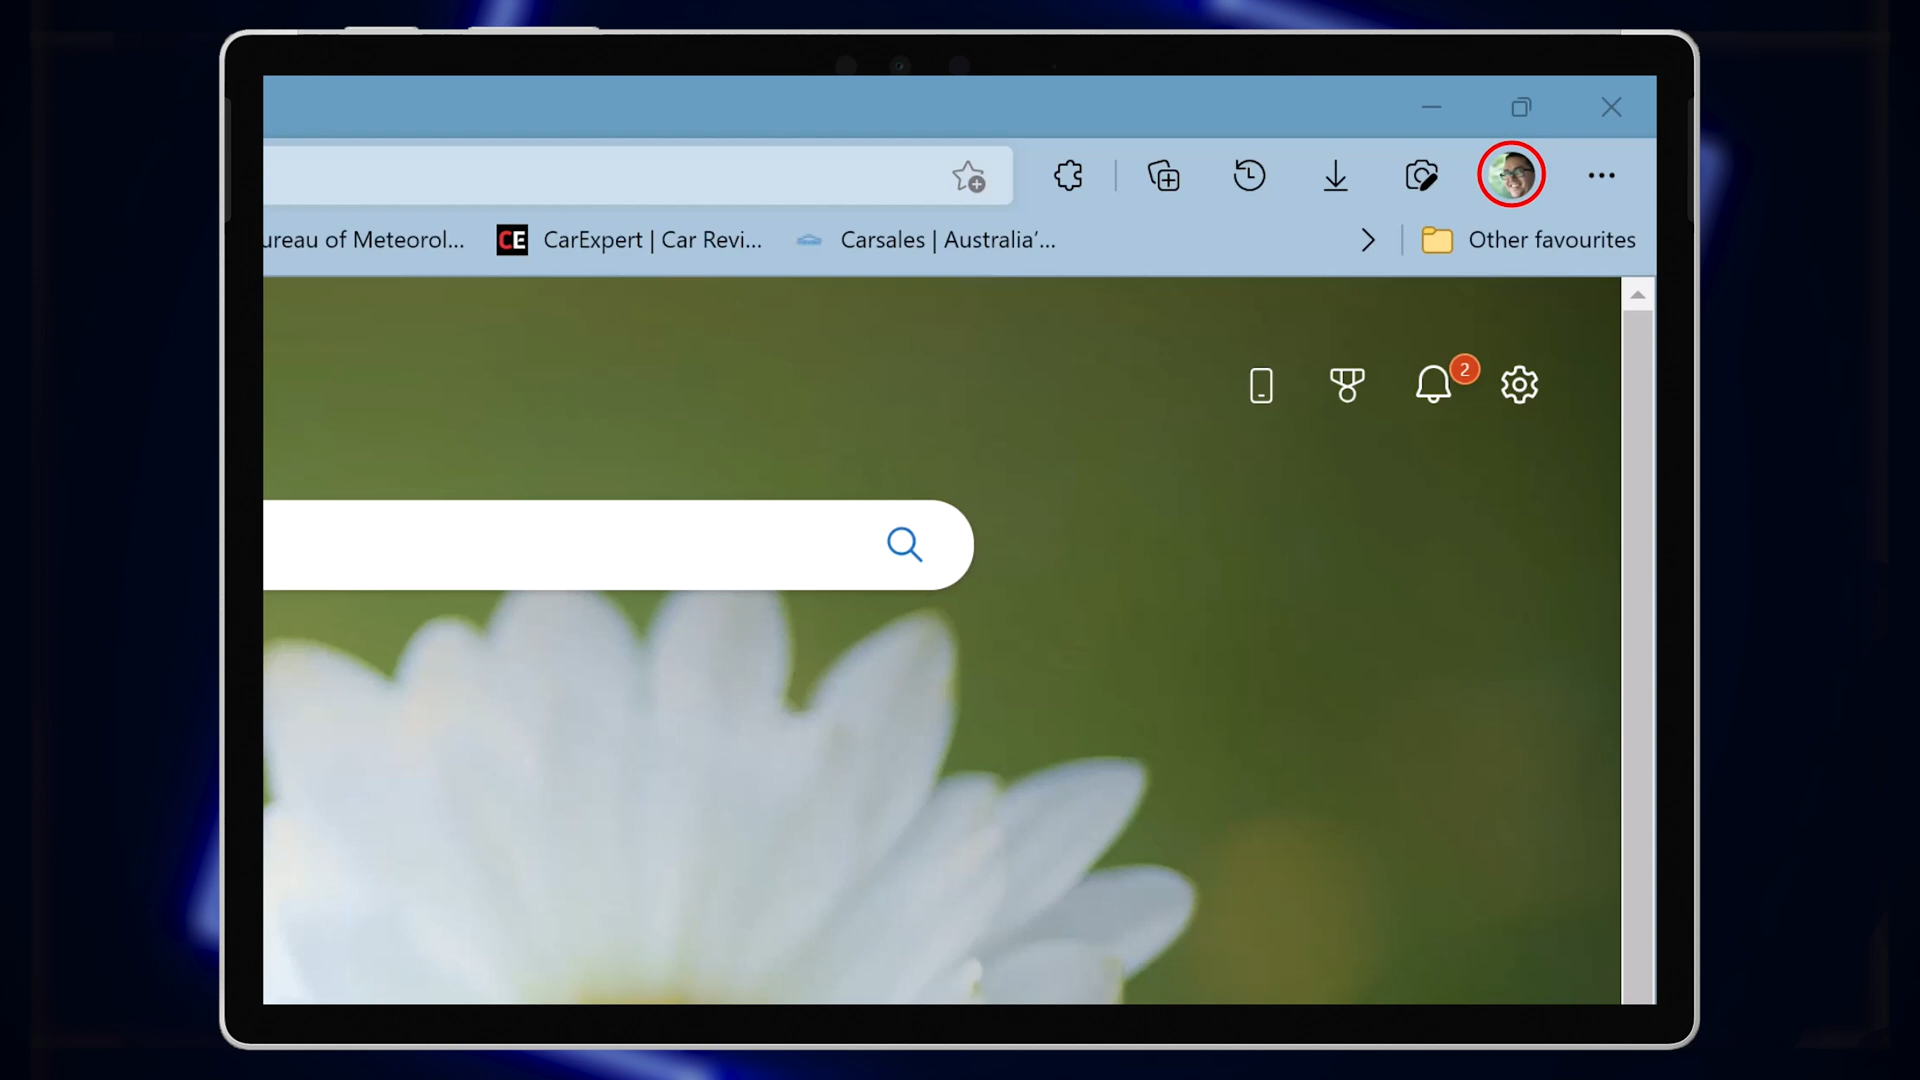 ureau of Meteorol...
CE CarExpert | Car Revi...
Carsales | Australia's...
Other favourites
2